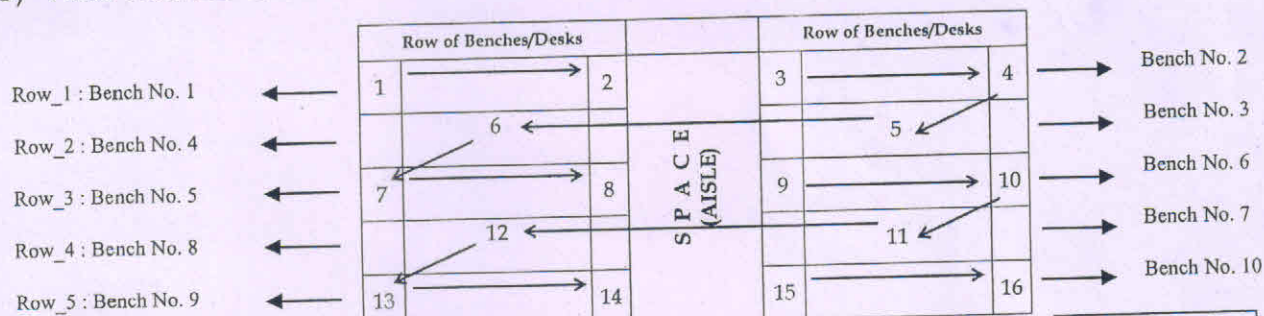 Row of Benches/Desks
Row of Benches/Desks
Row_1 : Bench No. 1
1
2
3
4
Bench No. 2
Row_2 : Bench No. 4
6
5
Bench No. 3
Row_3 : Bench No. 5
7
8
9
10
Bench No. 6
Row_4 : Bench No. 8
12
11
Bench No. 7
Row_5 : Bench No. 9
13
14
15
16
Bench No. 10
S P A C E
(AISLE)